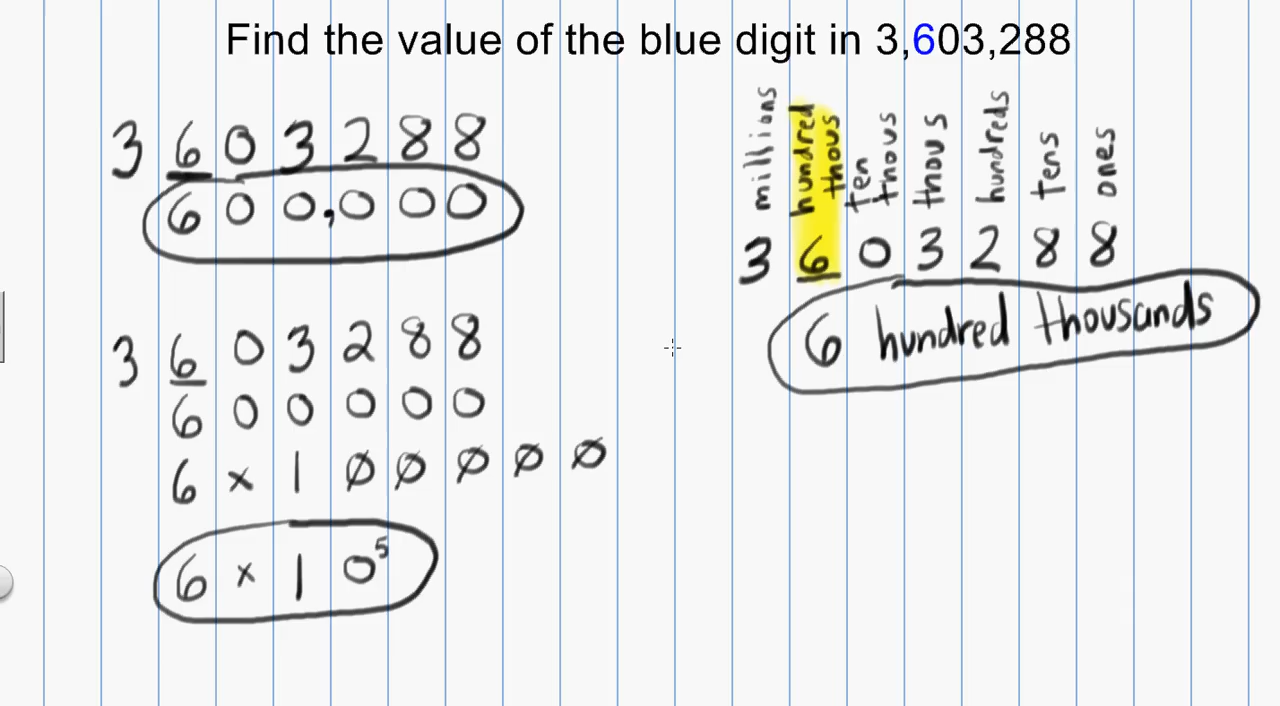 Find the value of the blue digit in 3,603,288
3 6 0 3 2 8 8
6 0 0,0 0 0
3 6 0 3 2 8 8
6 0 0 0 0 0
6 × 1 0 0 0 0 0
6 × 1 0⁵
millions
hundred thous
ten thous
thous
hundreds
tens
ones
3 6 0 3 2 8 8
6 hundred thousands